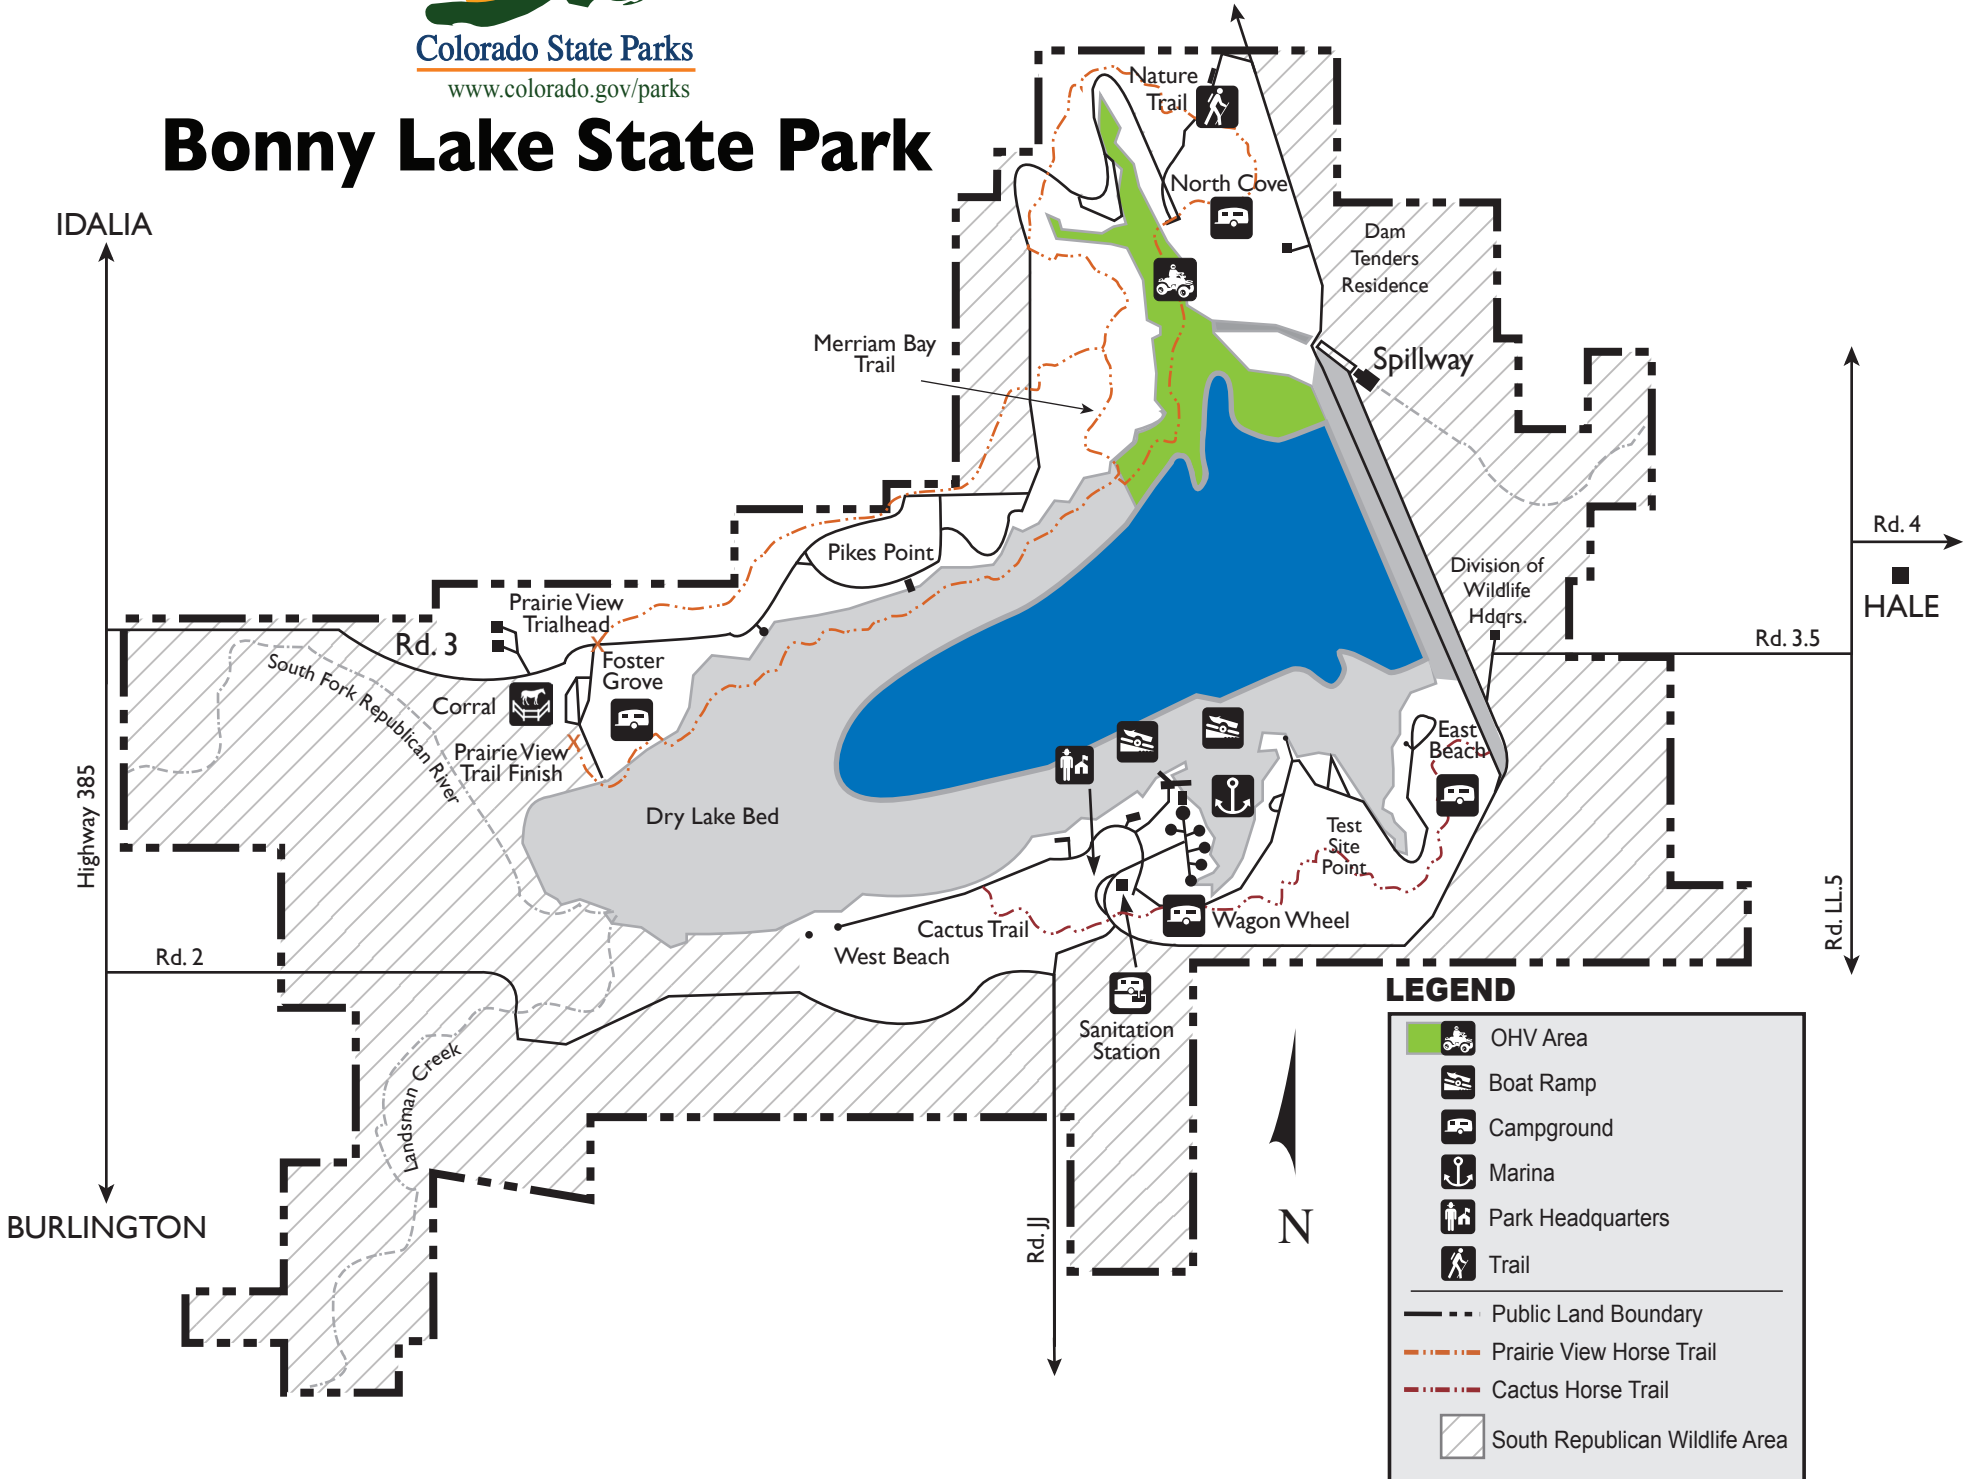 Colorado State Parks
www.colorado.gov/parks
Bonny Lake State Park
Nature
Trail
North Cove
IDALIA
Dam
Tenders
Residence
Merriam Bay
Trail
Spillway
Rd. 4
HALE
Pikes Point
Division of
Wildlife
Hdqrs.
Rd. 3.5
Prairie View
Trialhead
Rd. 3
Foster
Grove
South Fork Republican River
Corral
Prairie View
Trail Finish
East
Beach
Highway 385
Dry Lake Bed
Test
Site
Point
Cactus Trail
Wagon Wheel
West Beach
Rd. 2
Rd. LL.5
Sanitation
Station
Landsman Creek
BURLINGTON
Rd. JJ
N
LEGEND
OHV Area
Boat Ramp
Campground
Marina
Park Headquarters
Trail
Public Land Boundary
Prairie View Horse Trail
Cactus Horse Trail
South Republican Wildlife Area